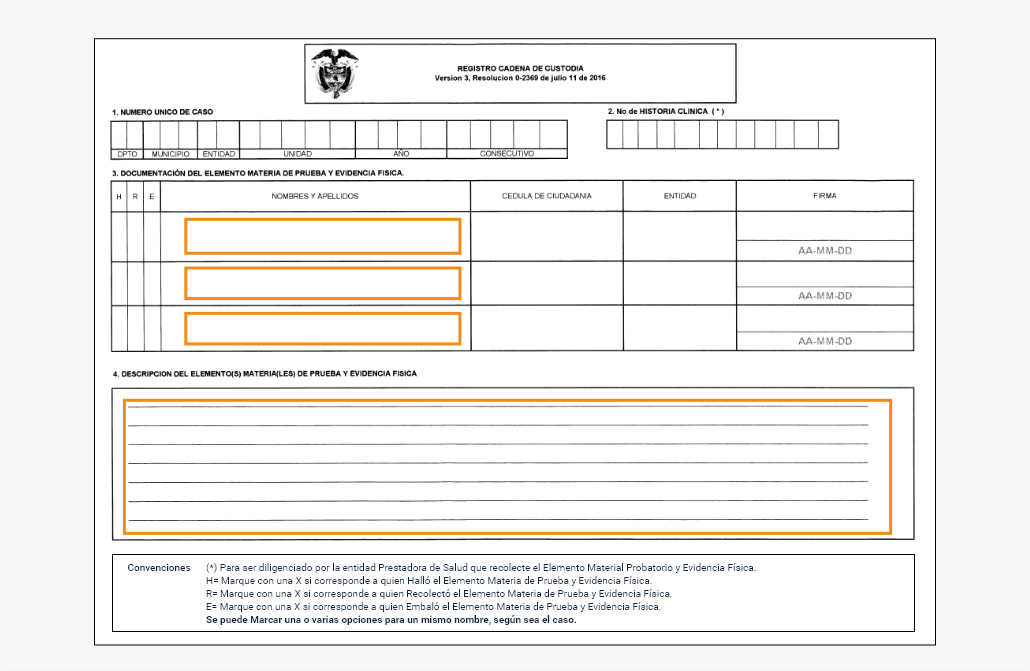 REGISTRO CADENA DE CUSTODIA
Version 3, Resolucion 0-2369 de julio 11 de 2016
1. NUMERO UNICO DE CASO
2. No de HISTORIA CLINICA ( * )
DPTO MUNICIPIO ENTIDAD UNIDAD AÑO CONSECUTIVO
3. DOCUMENTACIÓN DEL ELEMENTO MATERIA DE PRUEBA Y EVIDENCIA FISICA.
H R E NOMBRES Y APELLIDOS CEDULA DE CIUDADANIA ENTIDAD FIRMA
AA-MM-DD
AA-MM-DD
AA-MM-DD
4. DESCRIPCION DEL ELEMENTO(S) MATERIA(LES) DE PRUEBA Y EVIDENCIA FISICA
Convenciones (*) Para ser diligenciado por la entidad Prestadora de Salud que recolecte el Elemento Material Probatorio y Evidencia Física.
H= Marque con una X si corresponde a quien Halló el Elemento Materia de Prueba y Evidencia Física.
R= Marque con una X si corresponde a quien Recolectó el Elemento Materia de Prueba y Evidencia Física.
E= Marque con una X si corresponde a quien Embaló el Elemento Materia de Prueba y Evidencia Física.
Se puede Marcar una o varias opciones para un mismo nombre, según sea el caso.